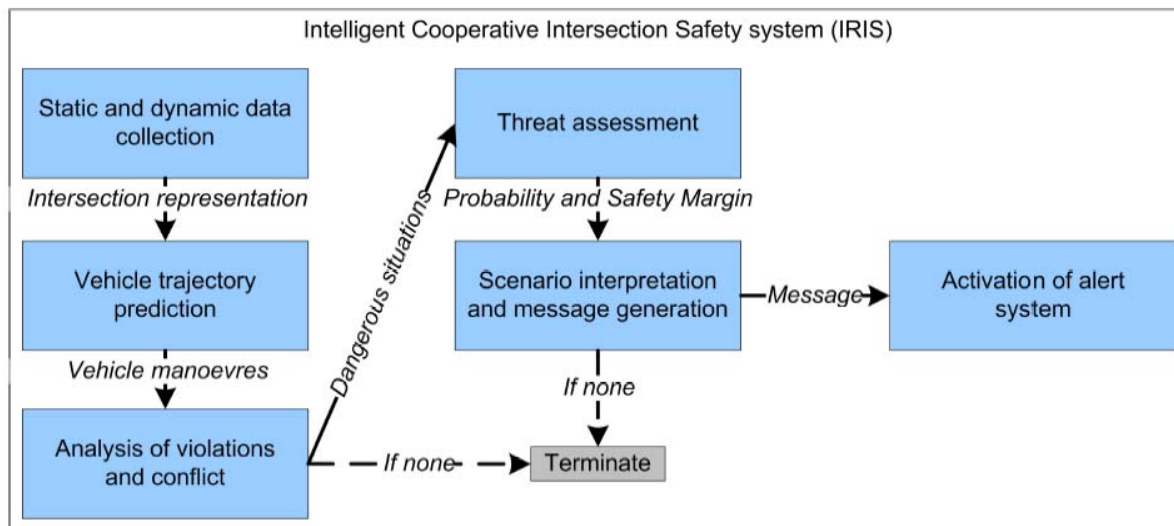 Intelligent Cooperative Intersection Safety system (IRIS)
Static and dynamic data
collection
Intersection representation
Vehicle trajectory
prediction
Vehicle manoevres
Analysis of violations
and conflict
Dangerous situations
If none
Threat assessment
Probability and Safety Margin
Scenario interpretation
and message generation
If none
Terminate
Message
Activation of alert
system